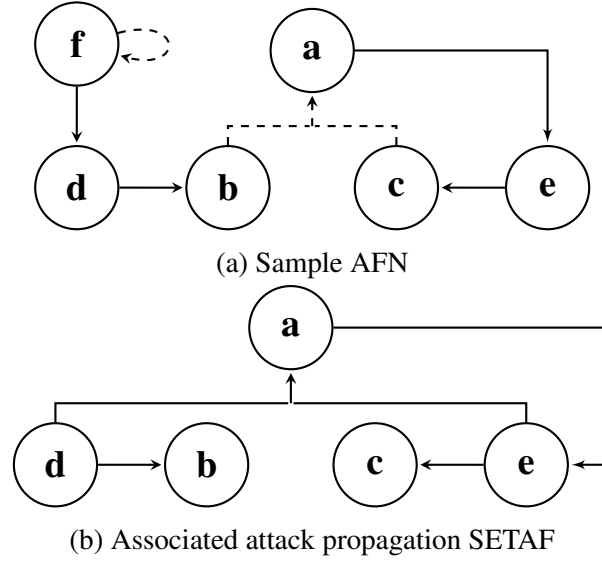 f a
d b c e
(a) Sample AFN
a
d b c e
(b) Associated attack propagation SETAF